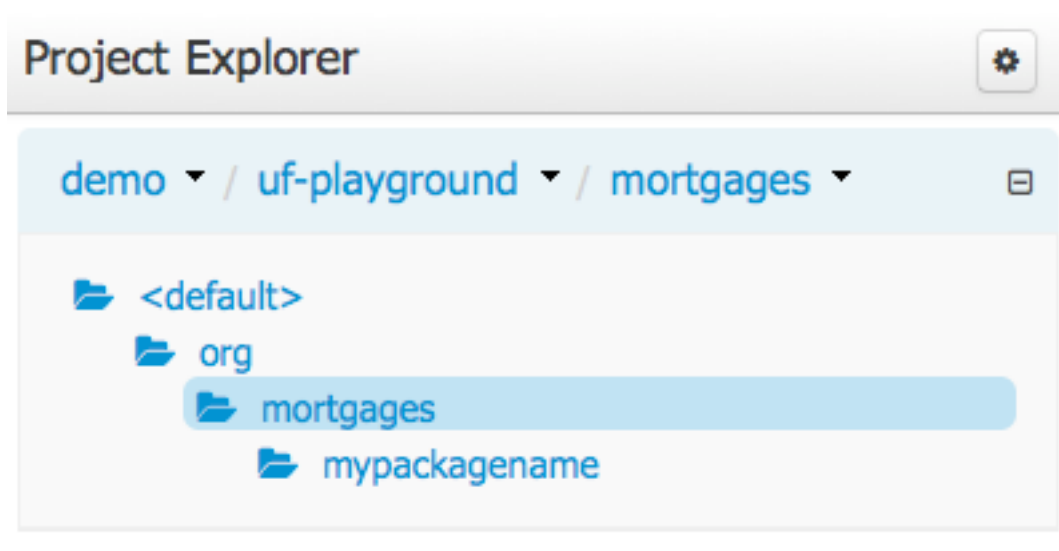 Project Explorer
demo / uf-playground / mortgages
<default>
org
mortgages
mypackagename